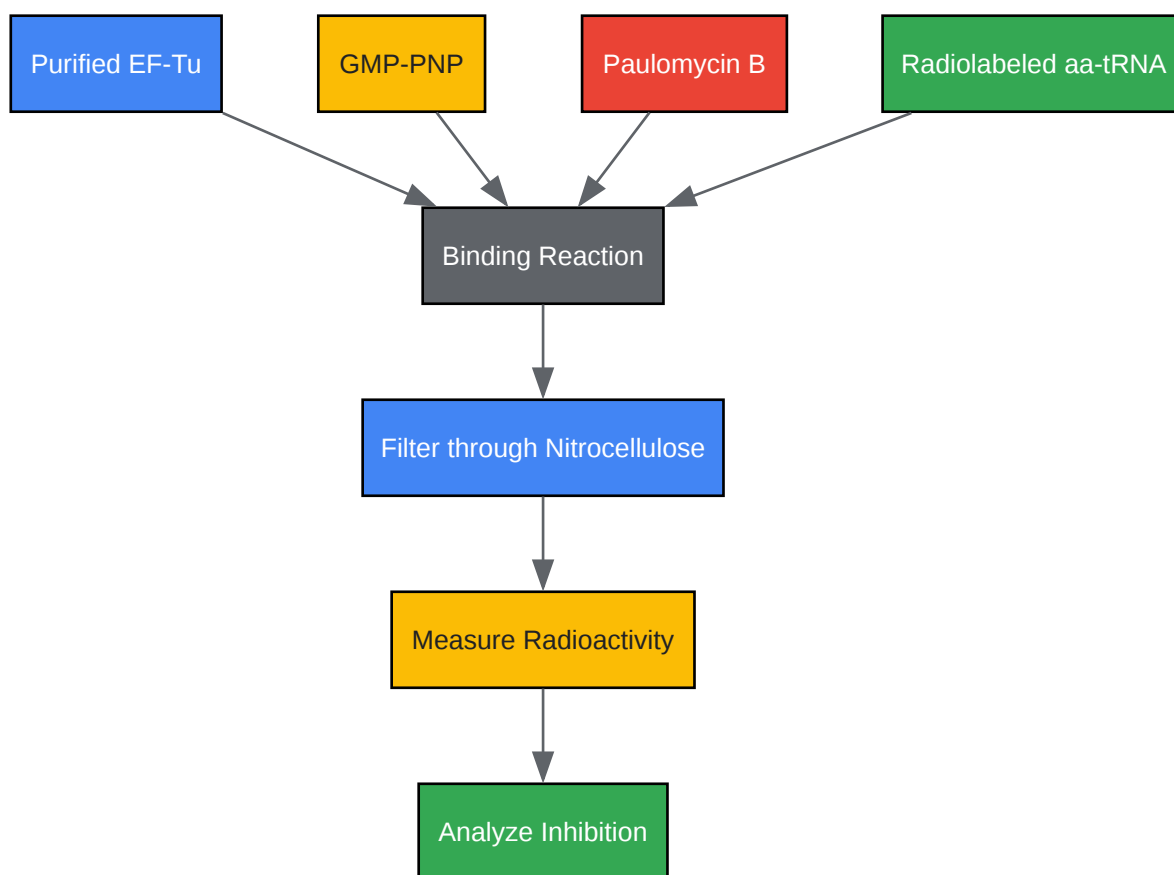 Purified EF-Tu
GMP-PNP
Paulomycin B
Radiolabeled aa-tRNA
Binding Reaction
Filter through Nitrocellulose
Measure Radioactivity
Analyze Inhibition